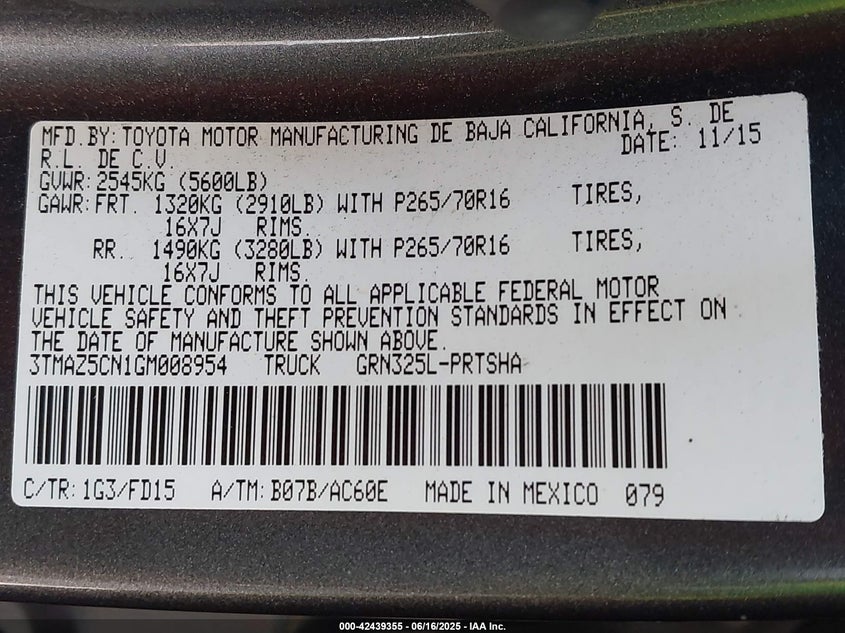 MFD.BY: TOYOTA MOTOR MANUFACTURING DE BAJA CALIFORNIA, S. DE
R.L. DE C.V. DATE: 11/15
GVWR: 2545KG (5600LB)
GAWR: FRT. 1320KG (2910LB) WITH P265/70R16 TIRES,
16X7J RIMS.
RR. 1490KG (3280LB) WITH P265/70R16 TIRES,
16X7J RIMS.
THIS VEHICLE CONFORMS TO ALL APPLICABLE FEDERAL MOTOR
VEHICLE SAFETY AND THEFT PREVENTION STANDARDS IN EFFECT ON
THE DATE OF MANUFACTURE SHOWN ABOVE.
3TMAZ5CN1GM008954 TRUCK GRN325L-PRTSHA
C/TR: 1G3/FD15 A/TM: B07B/AC60E MADE IN MEXICO 079
000-42439355 - 06/16/2025 - IAA Inc.